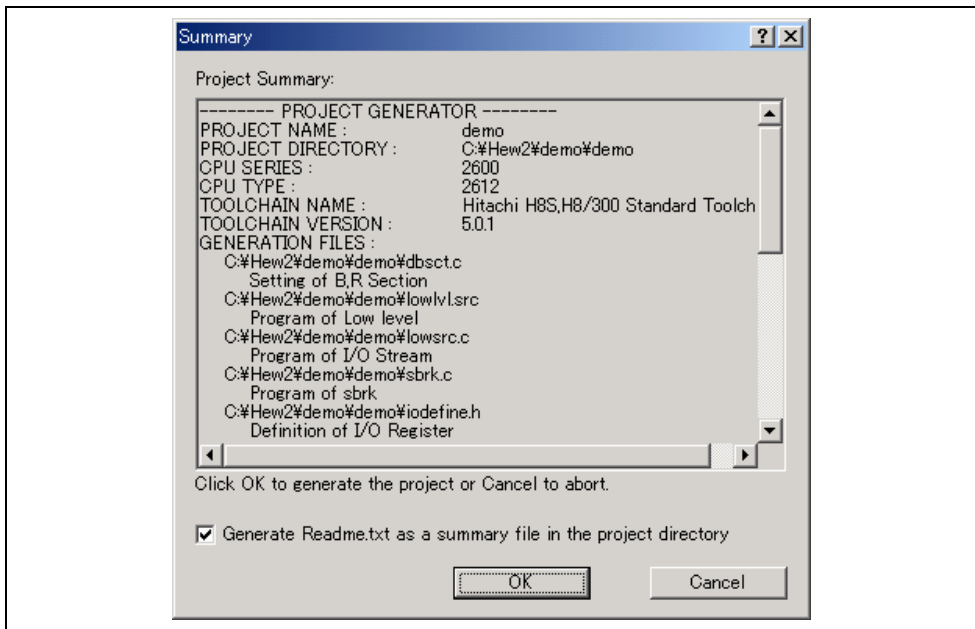 Summary
Project Summary:
-------- PROJECT GENERATOR --------
PROJECT NAME : demo
PROJECT DIRECTORY : C:¥Hew2¥demo¥demo
CPU SERIES : 2600
CPU TYPE : 2612
TOOLCHAIN NAME : Hitachi H8S,H8/300 Standard Toolch
TOOLCHAIN VERSION : 5.0.1
GENERATION FILES :
C:¥Hew2¥demo¥demo¥dbsct.c
Setting of B,R Section
C:¥Hew2¥demo¥demo¥lowlvl.src
Program of Low level
C:¥Hew2¥demo¥demo¥lowsrc.c
Program of I/O Stream
C:¥Hew2¥demo¥demo¥sbrk.c
Program of sbrk
C:¥Hew2¥demo¥demo¥iodefine.h
Definition of I/O Register
Click OK to generate the project or Cancel to abort.
Generate Readme.txt as a summary file in the project directory
OK Cancel